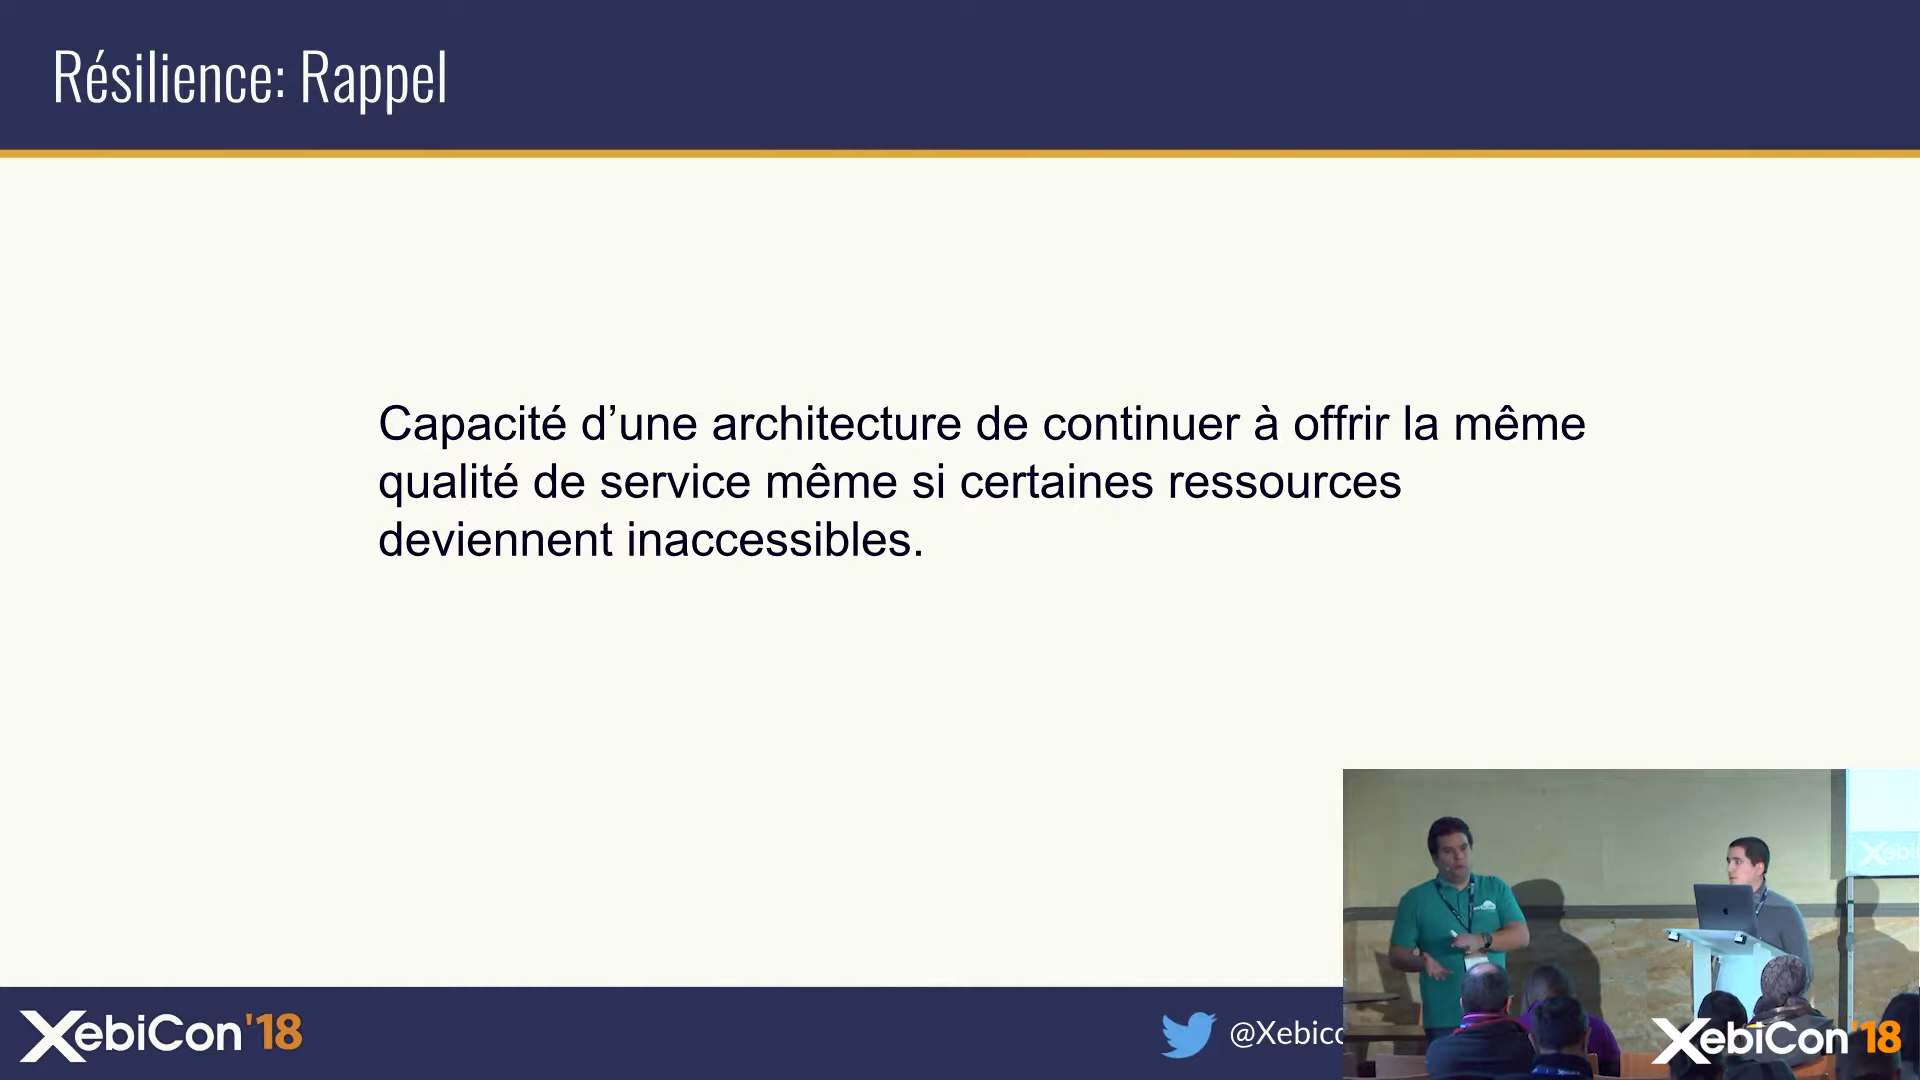 Résilience: Rappel
Capacité d’une architecture de continuer à offrir la même
qualité de service même si certaines ressources
deviennent inaccessibles.
XebiCon'18
@Xebico
XebiCon'18